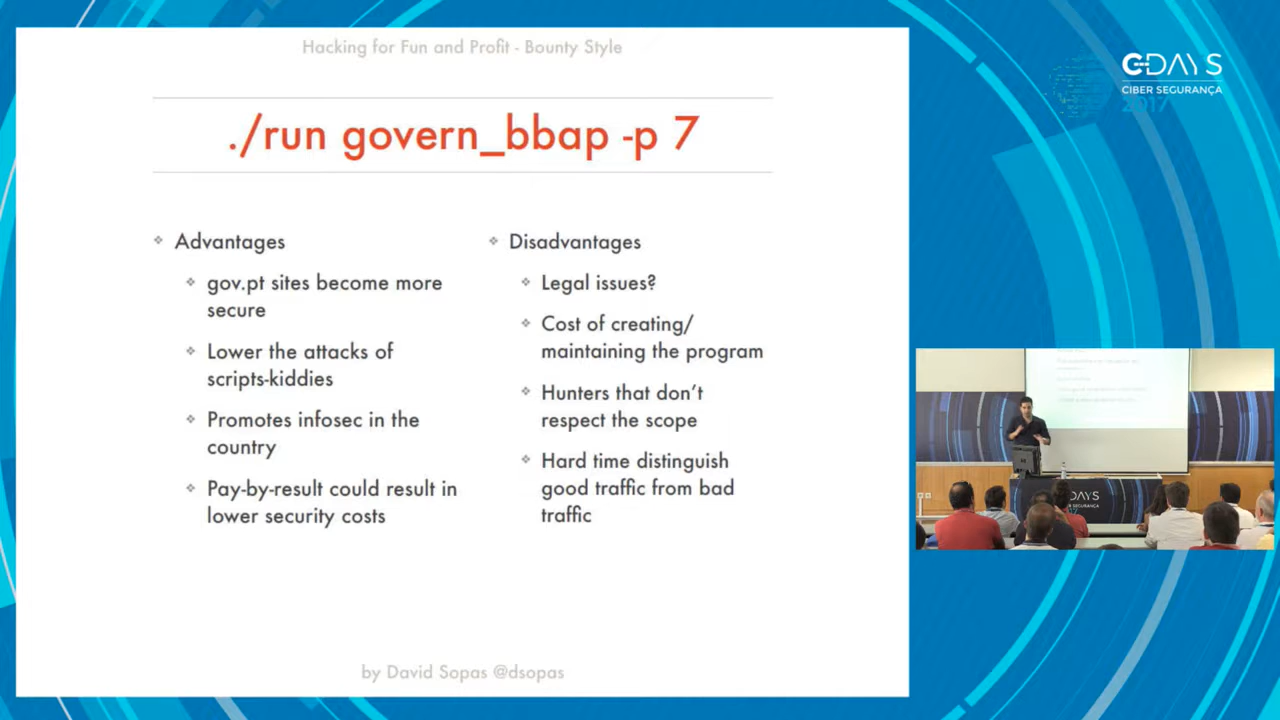 Hacking for Fun and Profit - Bounty Style
C-DAYS
CIBER SEGURANÇA
2017
./run govern_bbap -p 7
Advantages
gov.pt sites become more
secure
Lower the attacks of
scripts-kiddies
Promotes infosec in the
country
Pay-by-result could result in
lower security costs
Disadvantages
Legal issues?
Cost of creating/
maintaining the program
Hunters that don't
respect the scope
Hard time distinguish
good traffic from bad
traffic
DAYS
SEGURANÇA
by David Sopas @dsopas